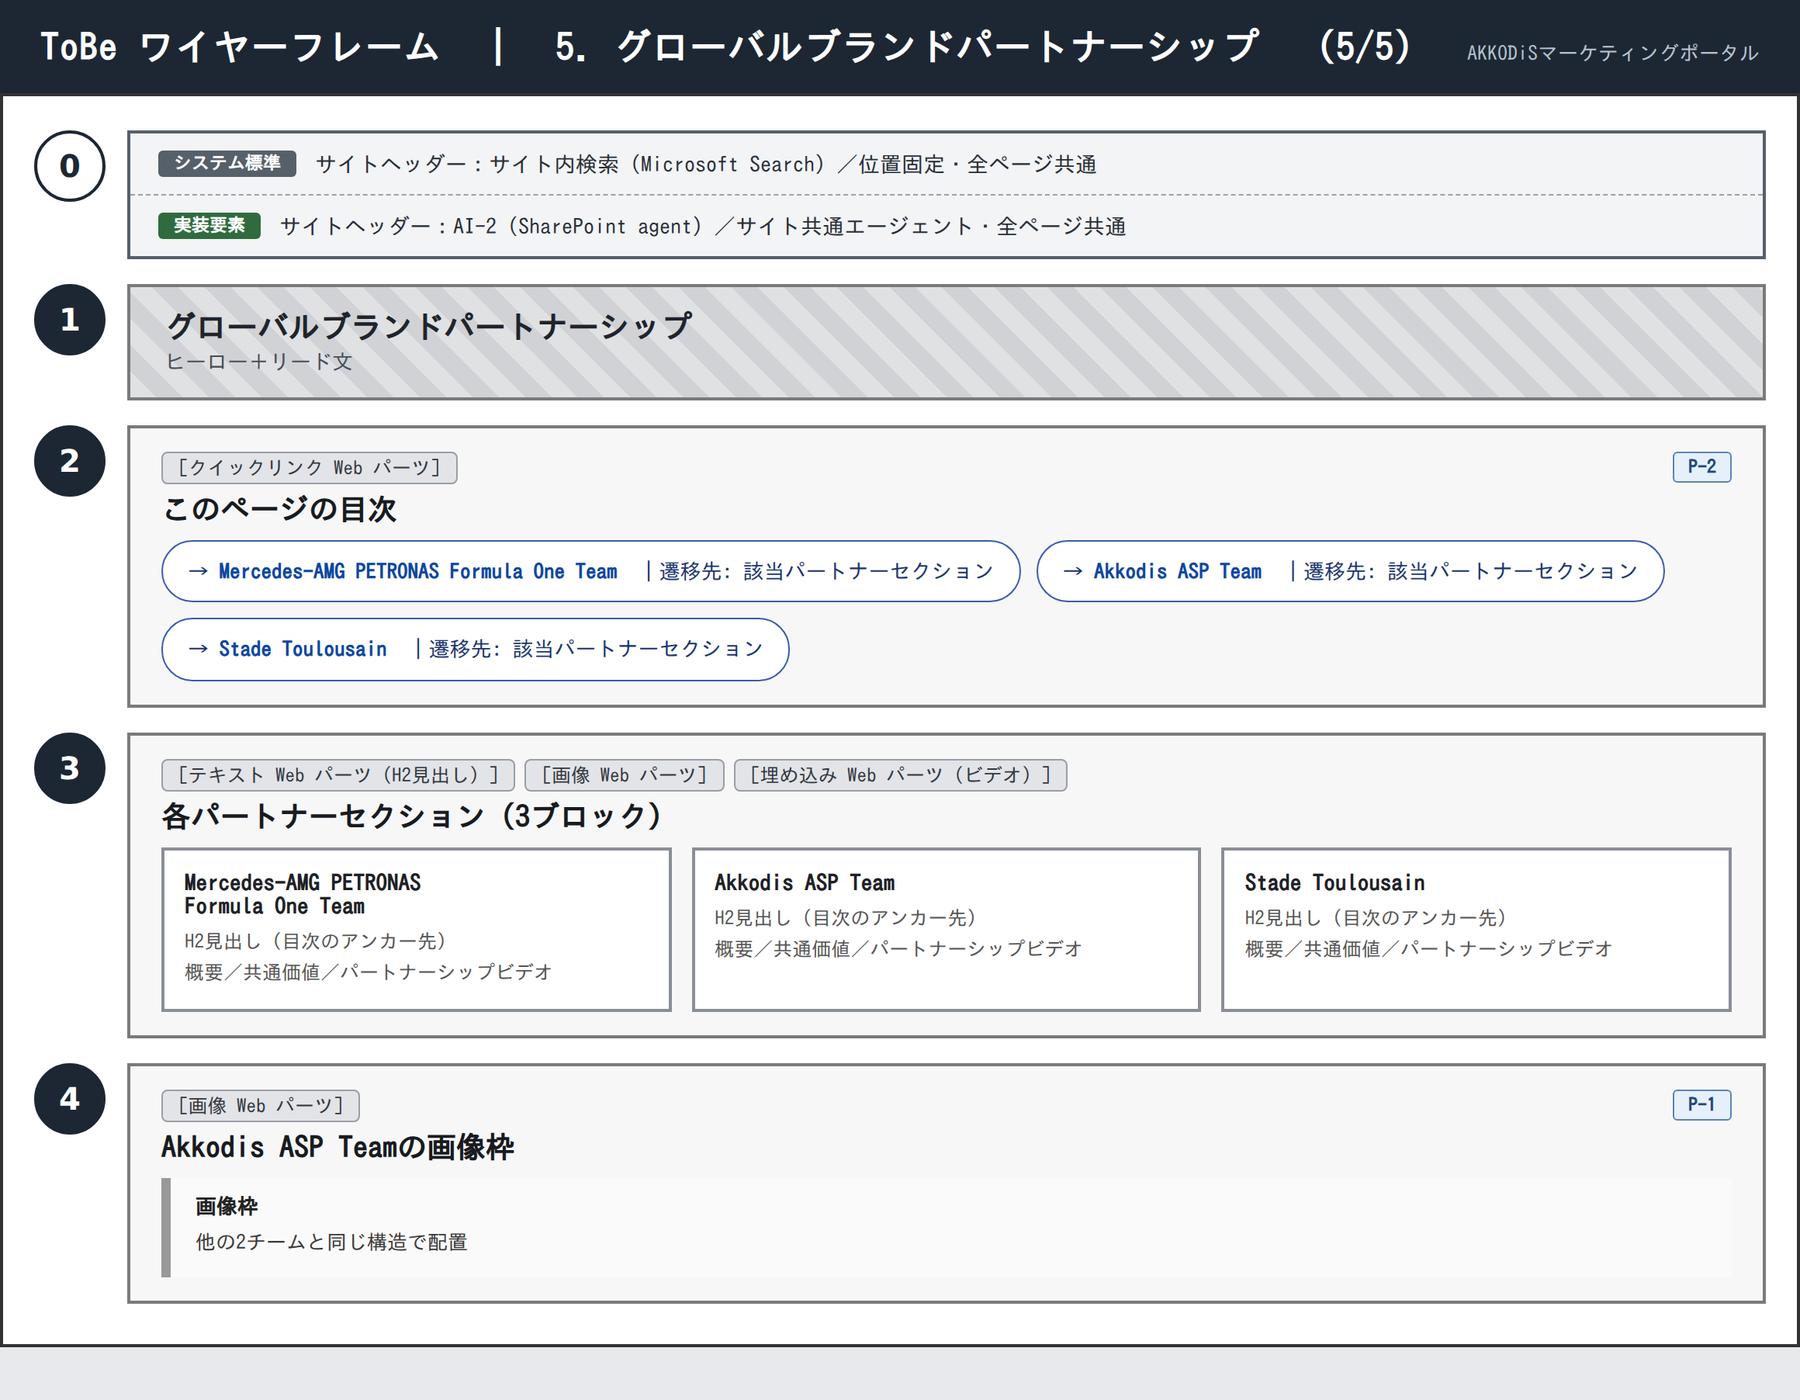 ToBe ワイヤーフレーム ｜ 5. グローバルブランドパートナーシップ （5/5） AKKODiSマーケティングポータル
0
システム標準 サイトヘッダー：サイト内検索（Microsoft Search）／位置固定・全ページ共通
実装要素 サイトヘッダー：AI-2（SharePoint agent）／サイト共通エージェント・全ページ共通
1
グローバルブランドパートナーシップ
ヒーロー＋リード文
2
[クイックリンク Web パーツ] P-2
このページの目次
→ Mercedes-AMG PETRONAS Formula One Team ｜遷移先: 該当パートナーセクション
→ Akkodis ASP Team ｜遷移先: 該当パートナーセクション
→ Stade Toulousain ｜遷移先: 該当パートナーセクション
3
[テキスト Web パーツ（H2見出し）] [画像 Web パーツ] [埋め込み Web パーツ（ビデオ）]
各パートナーセクション（3ブロック）
Mercedes-AMG PETRONAS
Formula One Team
H2見出し（目次のアンカー先）
概要／共通価値／パートナーシップビデオ
Akkodis ASP Team
H2見出し（目次のアンカー先）
概要／共通価値／パートナーシップビデオ
Stade Toulousain
H2見出し（目次のアンカー先）
概要／共通価値／パートナーシップビデオ
4
[画像 Web パーツ] P-1
Akkodis ASP Teamの画像枠
画像枠
他の2チームと同じ構造で配置